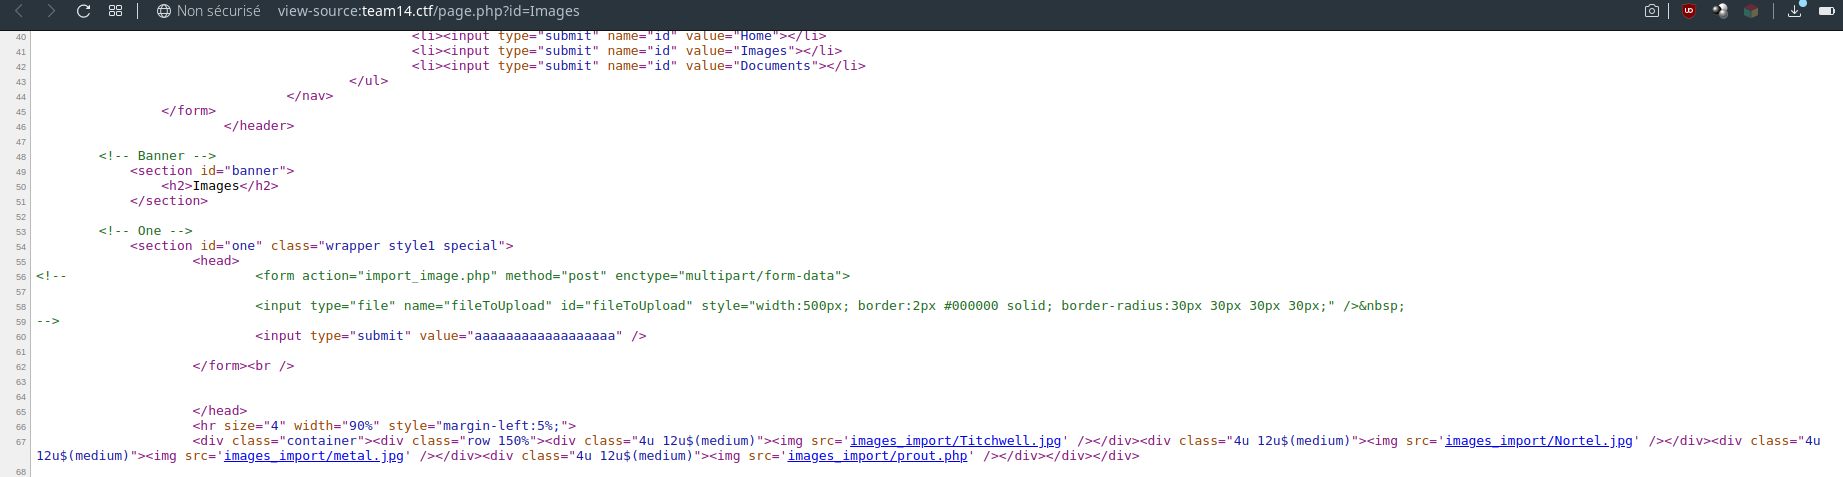 Non sécurisé view-source:team14.ctf/page.php?id=Images
40 <li><input type="submit" name="id" value="Home"></li>
41 <li><input type="submit" name="id" value="Images"></li>
42 <li><input type="submit" name="id" value="Documents"></li>
43 </ul>
44 </nav>
45 </form>
46 </header>
47
48 <!-- Banner -->
49 <section id="banner">
50 <h2>Images</h2>
51 </section>
52
53 <!-- One -->
54 <section id="one" class="wrapper style1 special">
55 <head>
56 <!-- <form action="import_image.php" method="post" enctype="multipart/form-data">
57
58 <input type="file" name="fileToUpload" id="fileToUpload" style="width:500px; border:2px #000000 solid; border-radius:30px 30px 30px 30px;" />&nbsp;
59 -->
60 <input type="submit" value="aaaaaaaaaaaaaaaaaa" />
61
62 </form><br />
63
64
65 </head>
66 <hr size="4" width="90%" style="margin-left:5%;">
67 <div class="container"><div class="row 150%"><div class="4u 12u$(medium)"><img src='images_import/Titchwell.jpg' /></div><div class="4u 12u$(medium)"><img src='images_import/Nortel.jpg' /></div><div class="4u
12u$(medium)"><img src='images_import/metal.jpg' /></div><div class="4u 12u$(medium)"><img src='images_import/prout.php' /></div></div></div>
68